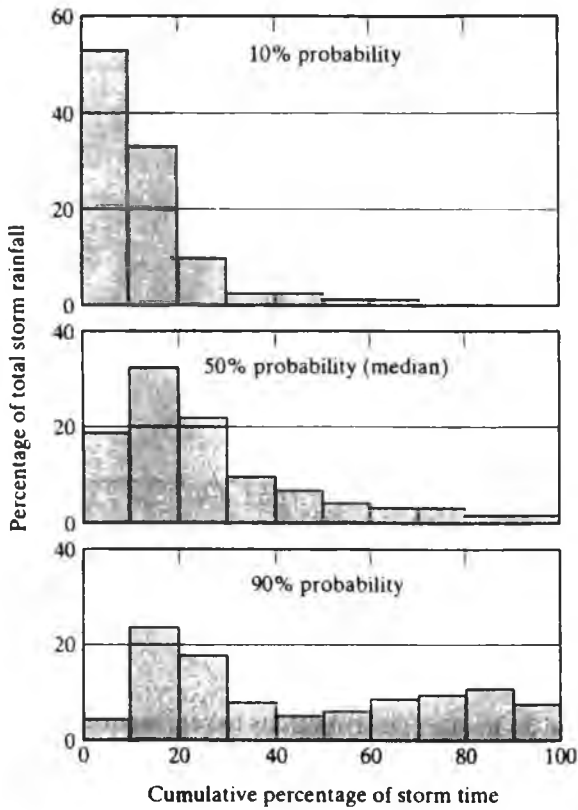 60
10% probability
40
20
0
40
50% probability (median)
20
0
40
90% probability
20
0
0 20 40 60 80 100
Percentage of total storm rainfall
Cumulative percentage of storm time